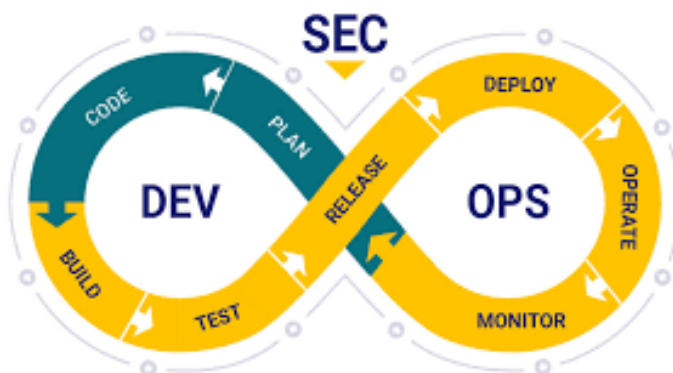 SEC
CODE
PLAN
DEPLOY
DEV
RELEASE
OPS
OPERATE
BUILD
TEST
MONITOR